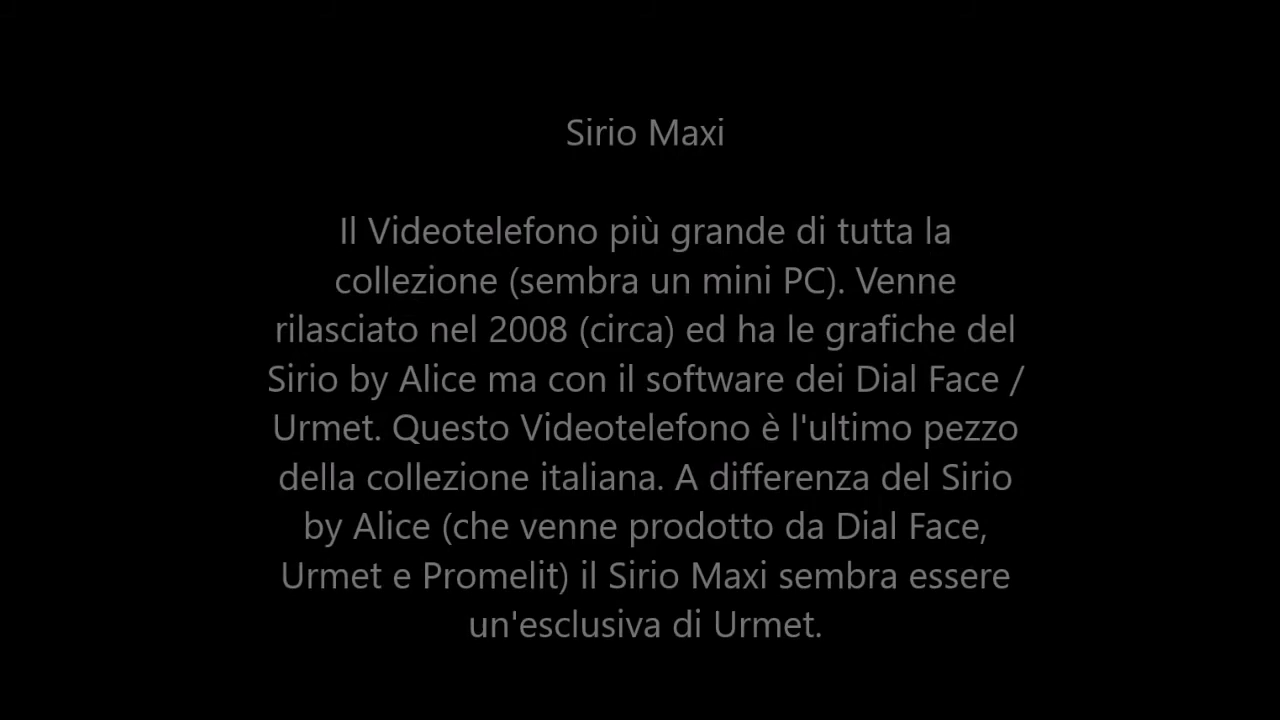 Sirio Maxi
Il Videotelefono più grande di tutta la
collezione (sembra un mini PC). Venne
rilasciato nel 2008 (circa) ed ha le grafiche del
Sirio by Alice ma con il software dei Dial Face /
Urmet. Questo Videotelefono è l'ultimo pezzo
della collezione italiana. A differenza del Sirio
by Alice (che venne prodotto da Dial Face,
Urmet e Promelit) il Sirio Maxi sembra essere
un'esclusiva di Urmet.